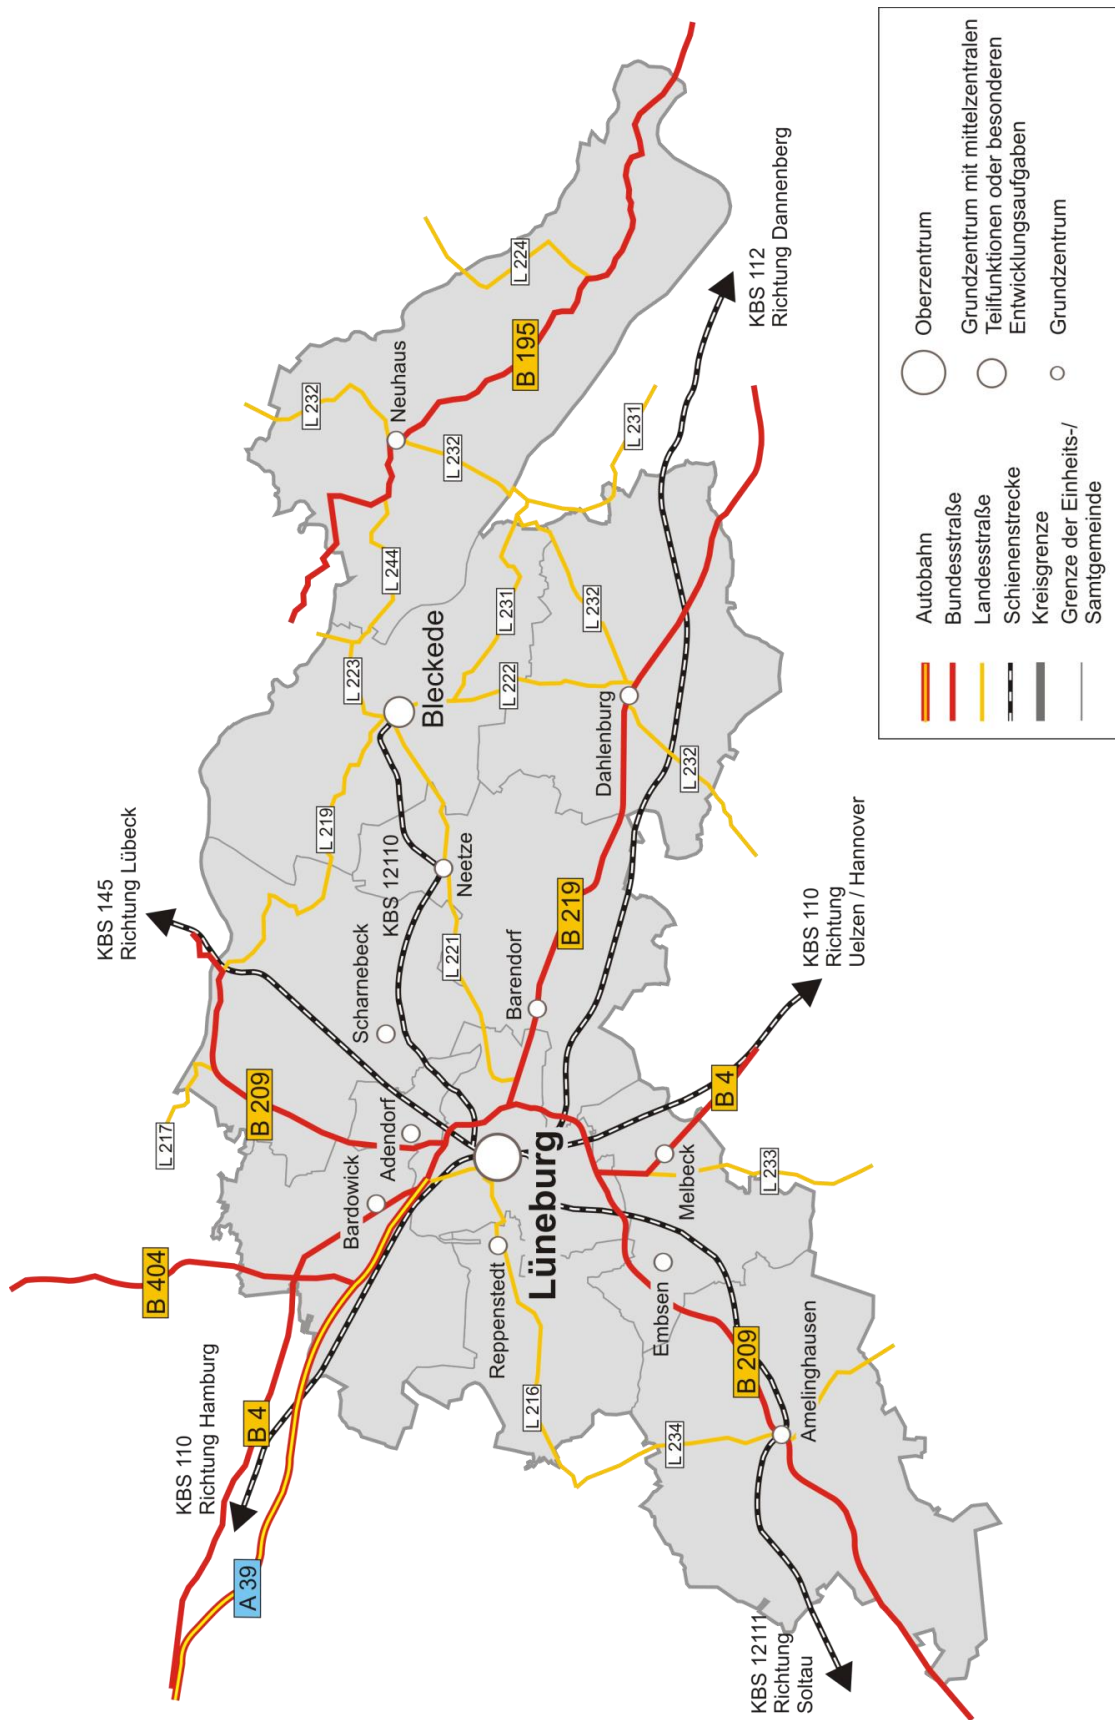 KBS 110
Richtung Hamburg
A 39
B 4
B 404
L 217
B 209
KBS 145
Richtung Lübeck
L 219
L 223
L 244
L 232
Neuhaus
L 232
L 224
B 195
Bleckede
L 231
L 222
L 232
L 231
KBS 112
Richtung Dannenberg
Bardowick
Adendorf
Scharnebeck
KBS 12110
Neetze
L 221
Barendorf
B 219
Dahlenburg
L 232
Reppenstedt
Lüneburg
L 216
L 234
Embsen
Melbeck
B 4
L 233
KBS 110
Richtung
Uelzen / Hannover
B 209
Amelinghausen
KBS 12111
Richtung
Soltau
Autobahn
Bundesstraße
Landesstraße
Schienenstrecke
Kreisgrenze
Grenze der Einheits-/
Samtgemeinde
Oberzentrum
Grundzentrum mit mittelzentralen
Teilfunktionen oder besonderen
Entwicklungsaufgaben
Grundzentrum